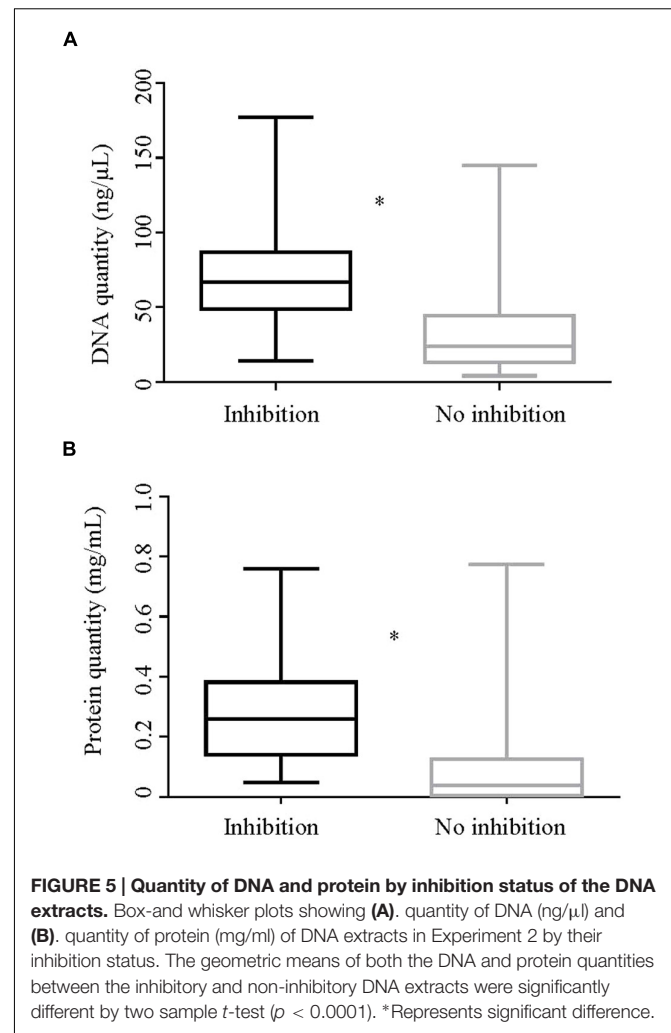 A
200
150
100
50
0
DNA quantity (ng/µL)
*
Inhibition
No inhibition
B
1.0
0.8
0.6
0.4
0.2
0
Protein quantity (mg/mL)
*
Inhibition
No inhibition
FIGURE 5 | Quantity of DNA and protein by inhibition status of the DNA
extracts. Box-and whisker plots showing (A). quantity of DNA (ng/µl) and
(B). quantity of protein (mg/ml) of DNA extracts in Experiment 2 by their
inhibition status. The geometric means of both the DNA and protein quantities
between the inhibitory and non-inhibitory DNA extracts were significantly
different by two sample t-test (p < 0.0001). *Represents significant difference.